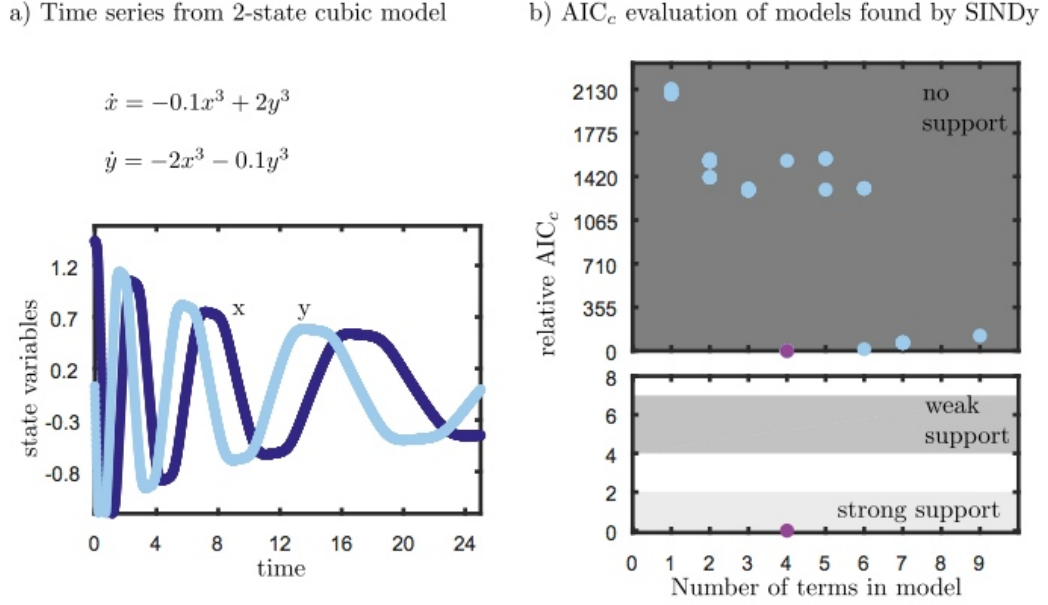 a) Time series from 2-state cubic model
ẋ = −0.1x³ + 2y³
ẏ = −2x³ − 0.1y³
state variables
1.2
0.7
0.2
-0.3
-0.8
x
y
0 4 8 12 16 20 24
time
b) AICc evaluation of models found by SINDy
relative AICc
2130
1775
1420
1065
710
355
0
no
support
8
6
4
2
0
weak
support
strong support
0 1 2 3 4 5 6 7 8 9
Number of terms in model